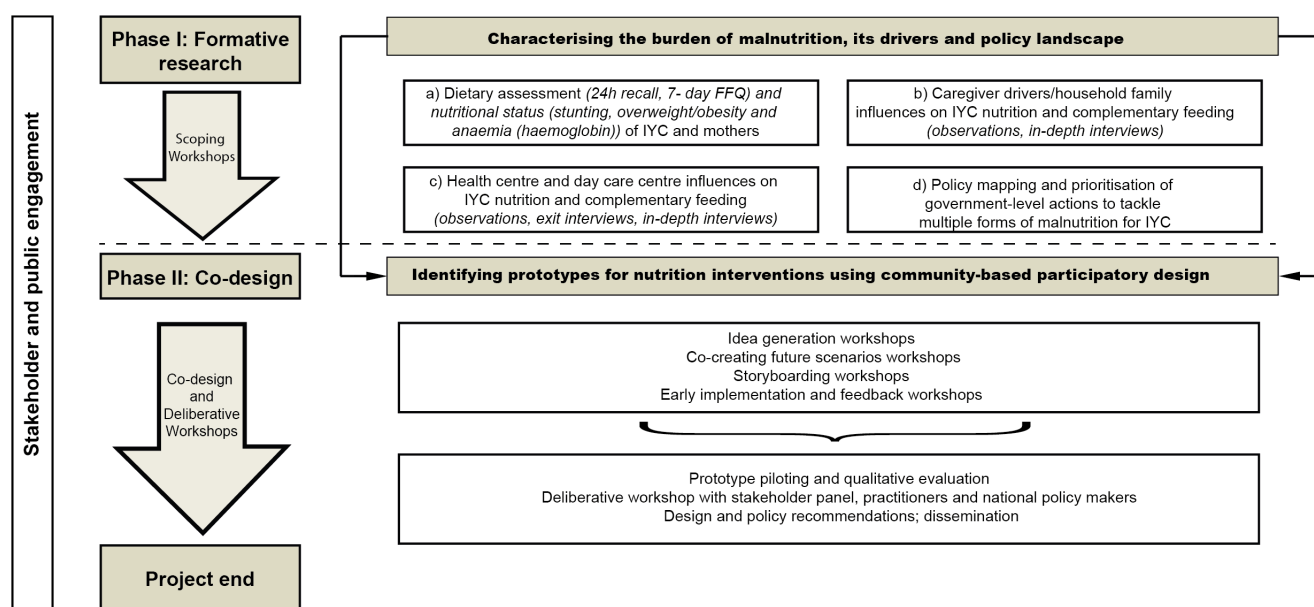 Stakeholder and public engagement
Phase I: Formative
research
Scoping
Workshops
Characterising the burden of malnutrition, its drivers and policy landscape
a) Dietary assessment (24h recall, 7- day FFQ) and
nutritional status (stunting, overweight/obesity and
anaemia (haemoglobin)) of IYC and mothers
b) Caregiver drivers/household family
influences on IYC nutrition and complementary feeding
(observations, in-depth interviews)
c) Health centre and day care centre influences on
IYC nutrition and complementary feeding
(observations, exit interviews, in-depth interviews)
d) Policy mapping and prioritisation of
government-level actions to tackle
multiple forms of malnutrition for IYC
Phase II: Co-design
Identifying prototypes for nutrition interventions using community-based participatory design
Co-design
and
Deliberative
Workshops
Idea generation workshops
Co-creating future scenarios workshops
Storyboarding workshops
Early implementation and feedback workshops
Prototype piloting and qualitative evaluation
Deliberative workshop with stakeholder panel, practitioners and national policy makers
Design and policy recommendations; dissemination
Project end